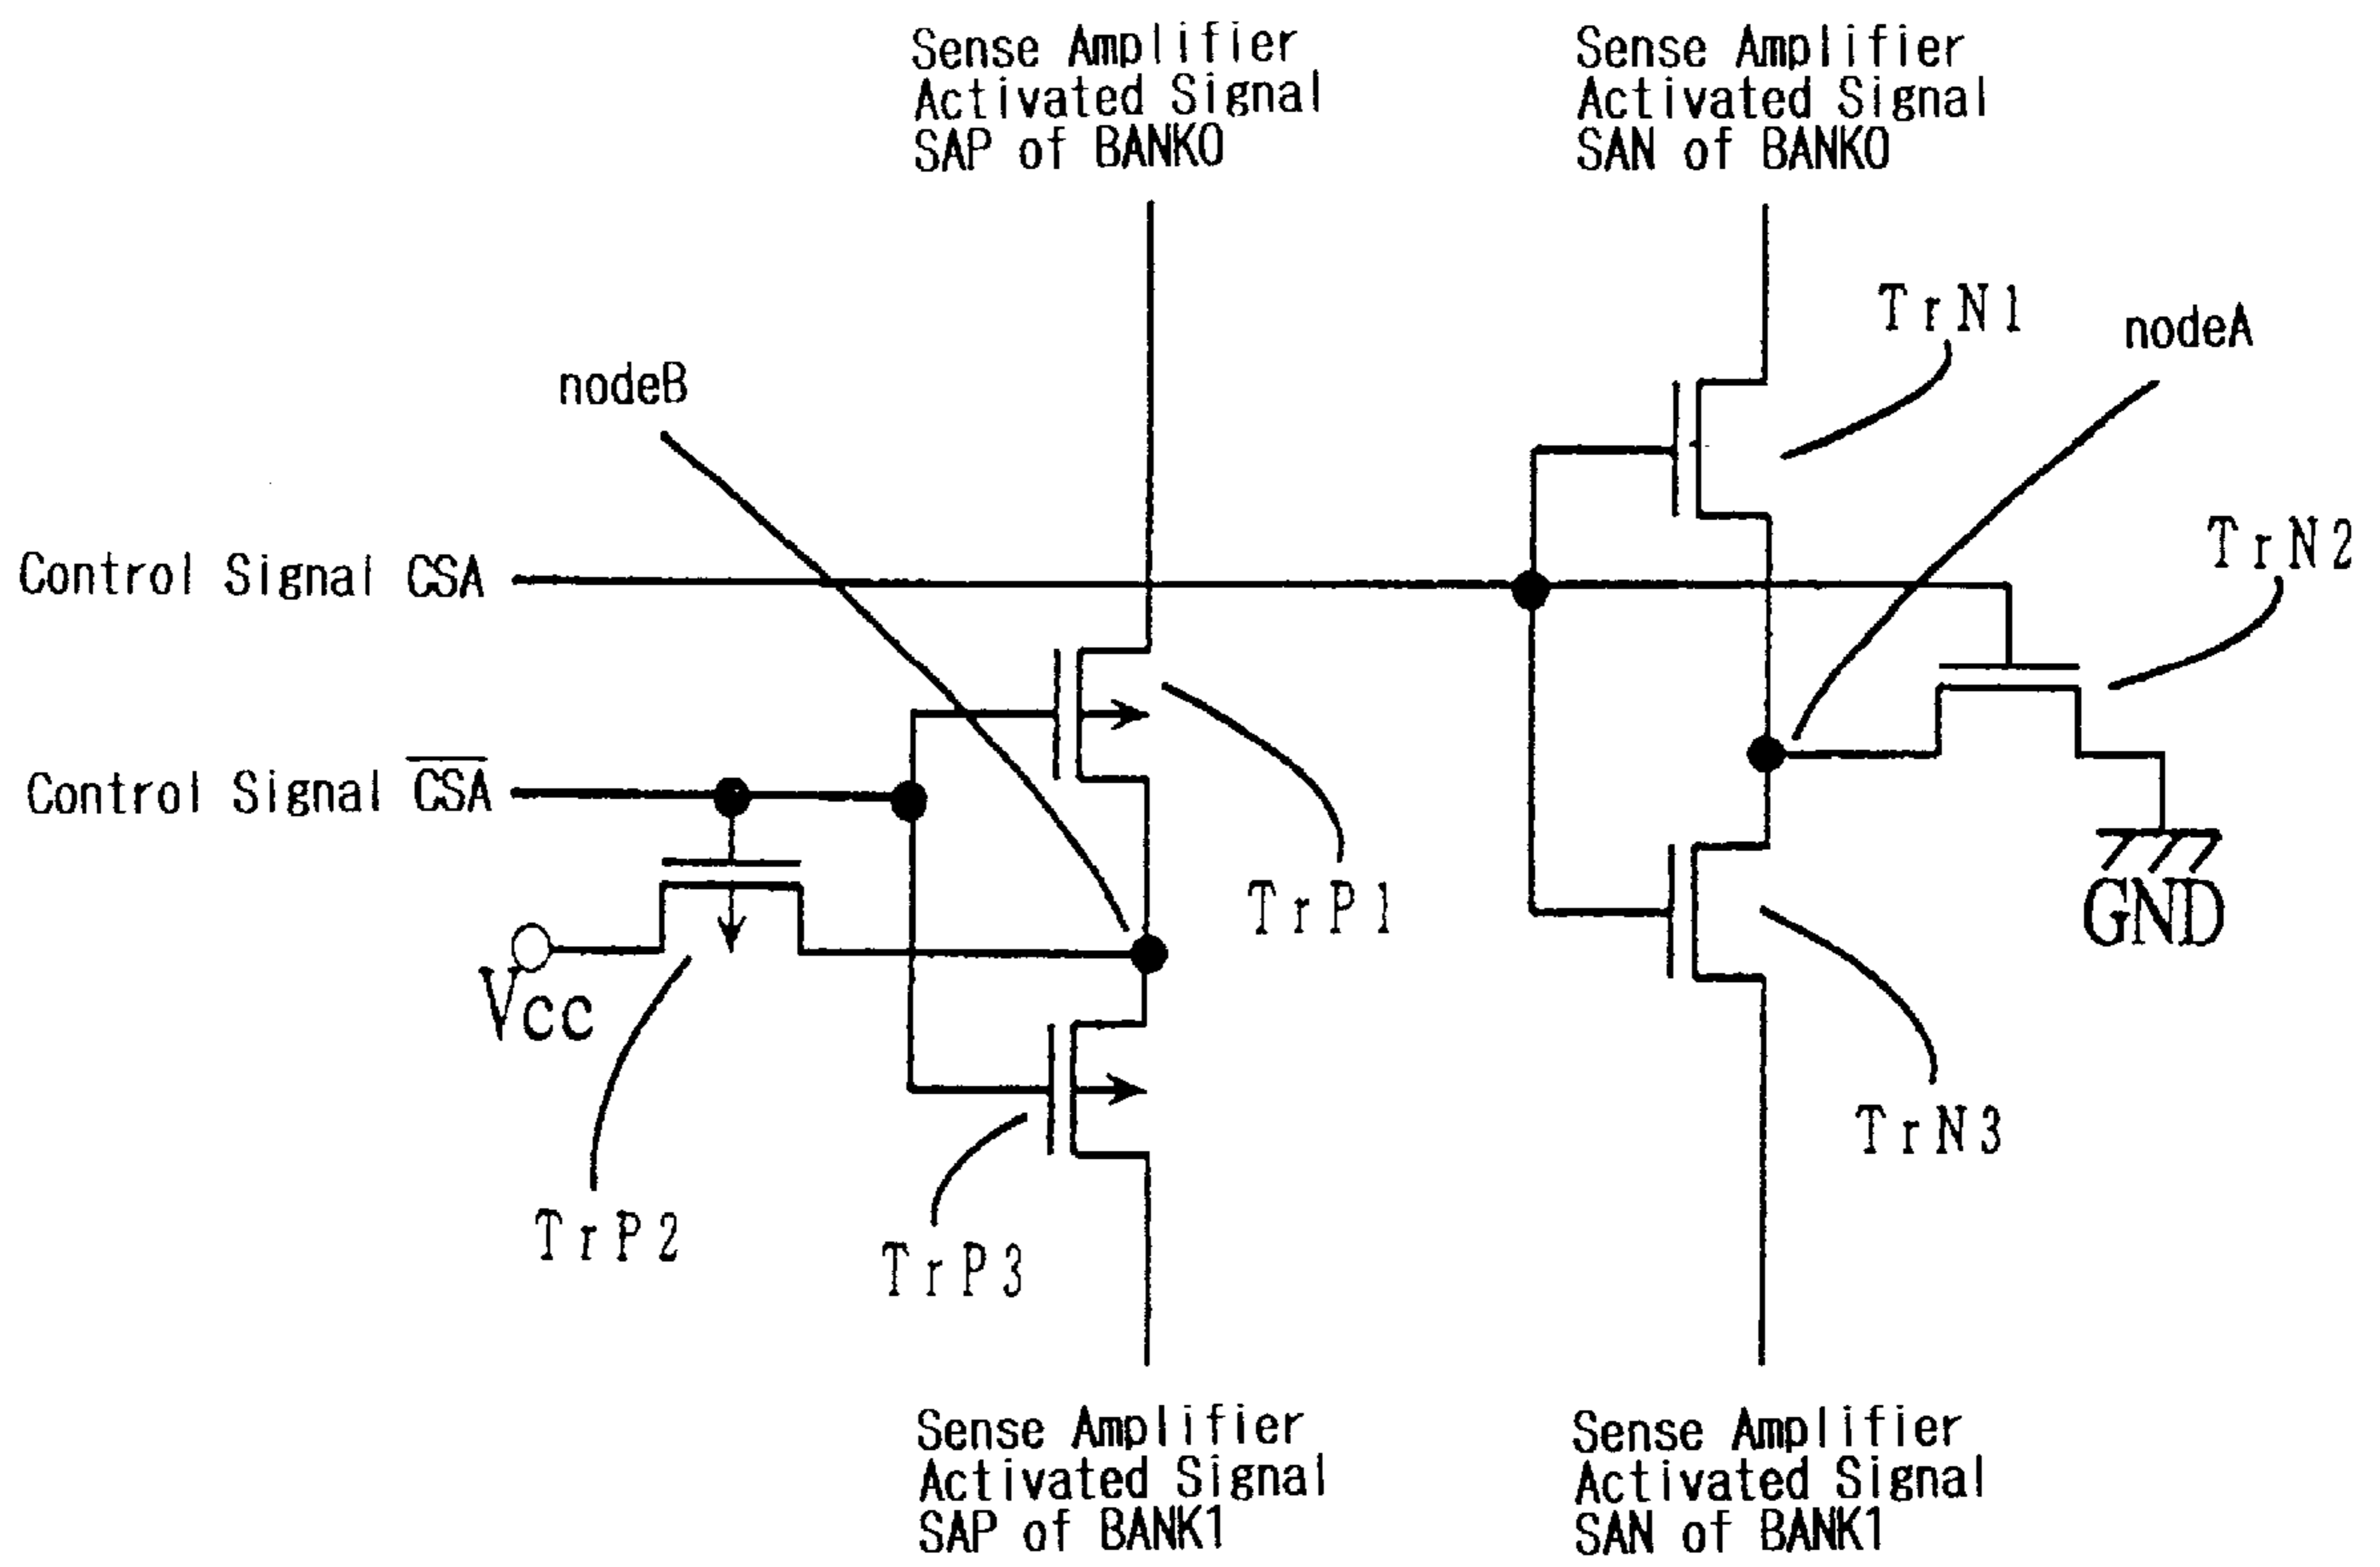 Sense Amplifier
Activated Signal
SAP of BANK0
Sense Amplifier
Activated Signal
SAN of BANK0
TrN1
nodeA
nodeB
TrN2
Control Signal CSA
Control Signal C̅S̅A̅
TrP1
GND
Vcc
TrN3
TrP2
TrP3
Sense Amplifier
Activated Signal
SAP of BANK1
Sense Amplifier
Activated Signal
SAN of BANK1